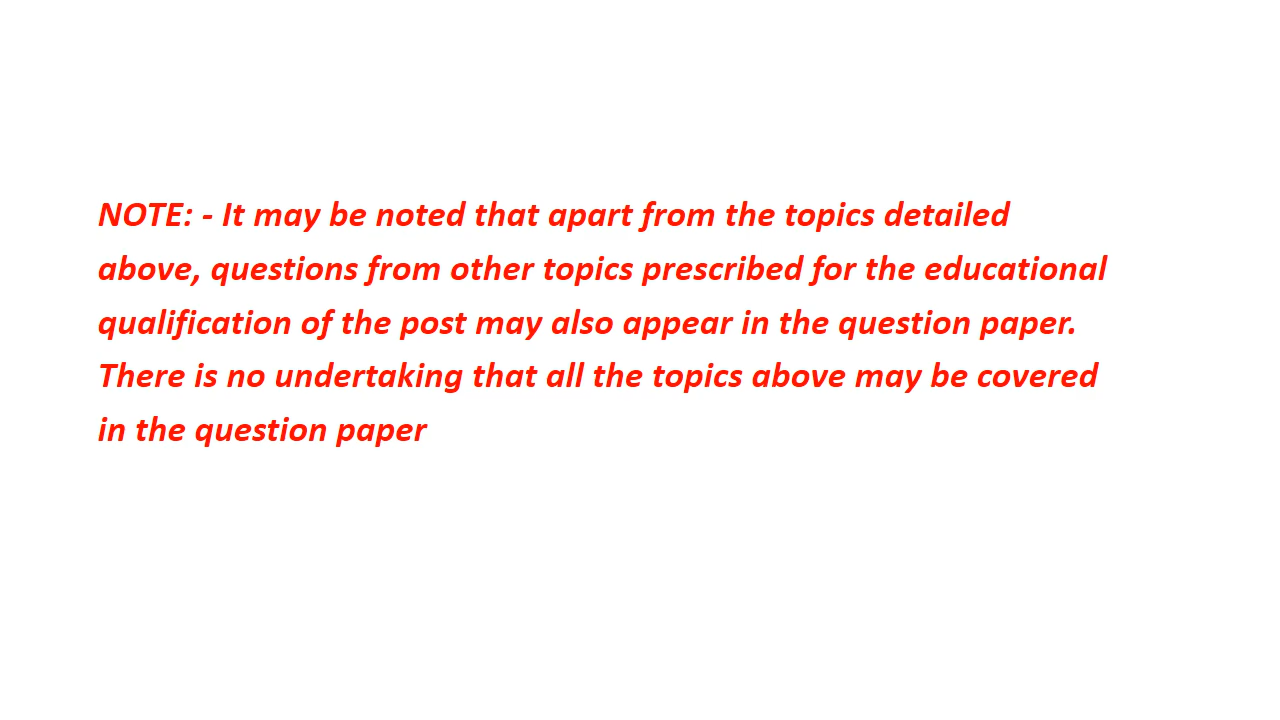 NOTE: - It may be noted that apart from the topics detailed
above, questions from other topics prescribed for the educational
qualification of the post may also appear in the question paper.
There is no undertaking that all the topics above may be covered
in the question paper